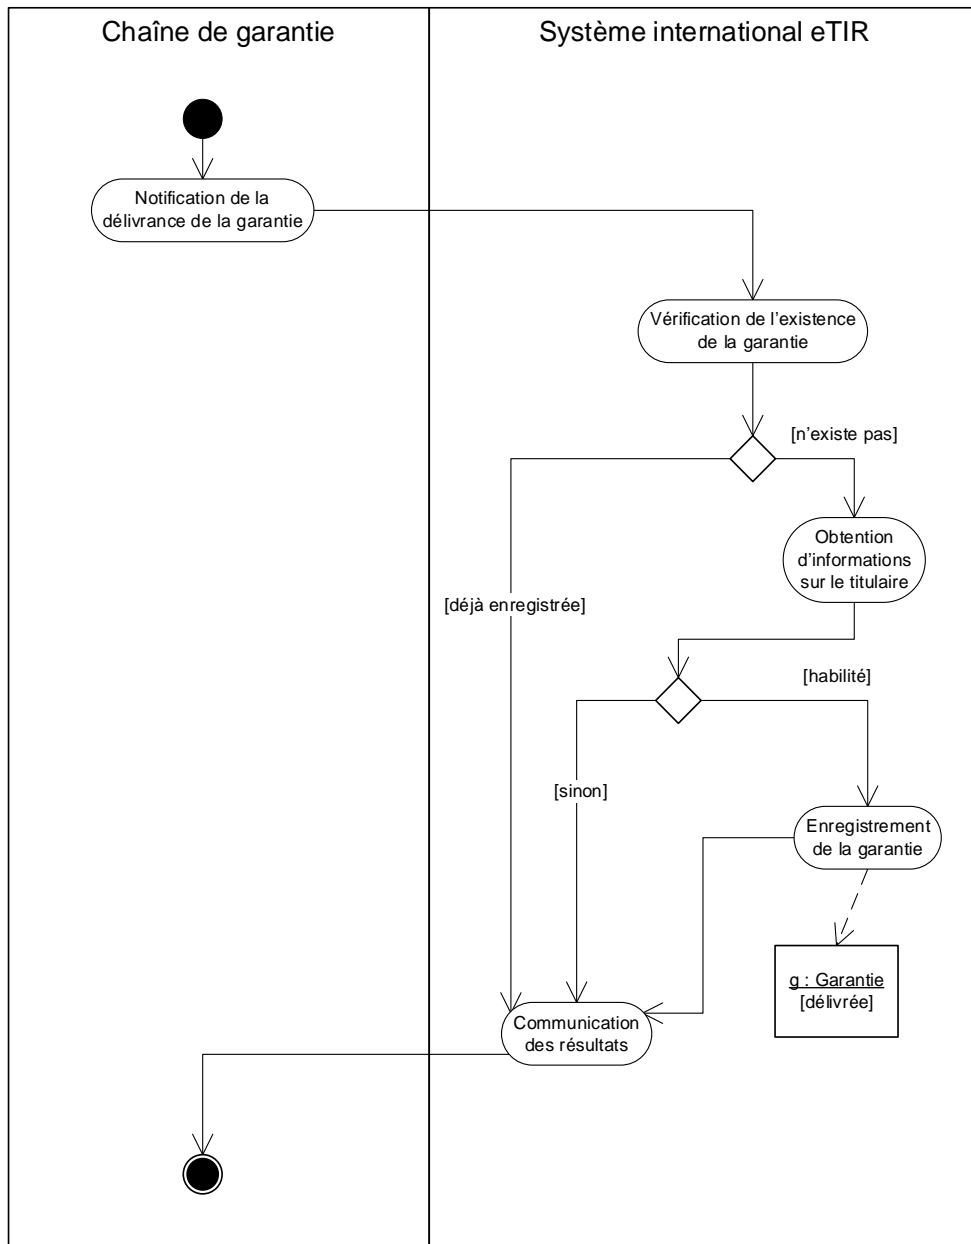 Chaîne de garantie
Système international eTIR
Notification de la
délivrance de la garantie
Vérification de l'existence
de la garantie
[n'existe pas]
Obtention
d'informations
sur le titulaire
[déjà enregistrée]
[habilité]
[sinon]
Enregistrement
de la garantie
g : Garantie
[délivrée]
Communication
des résultats